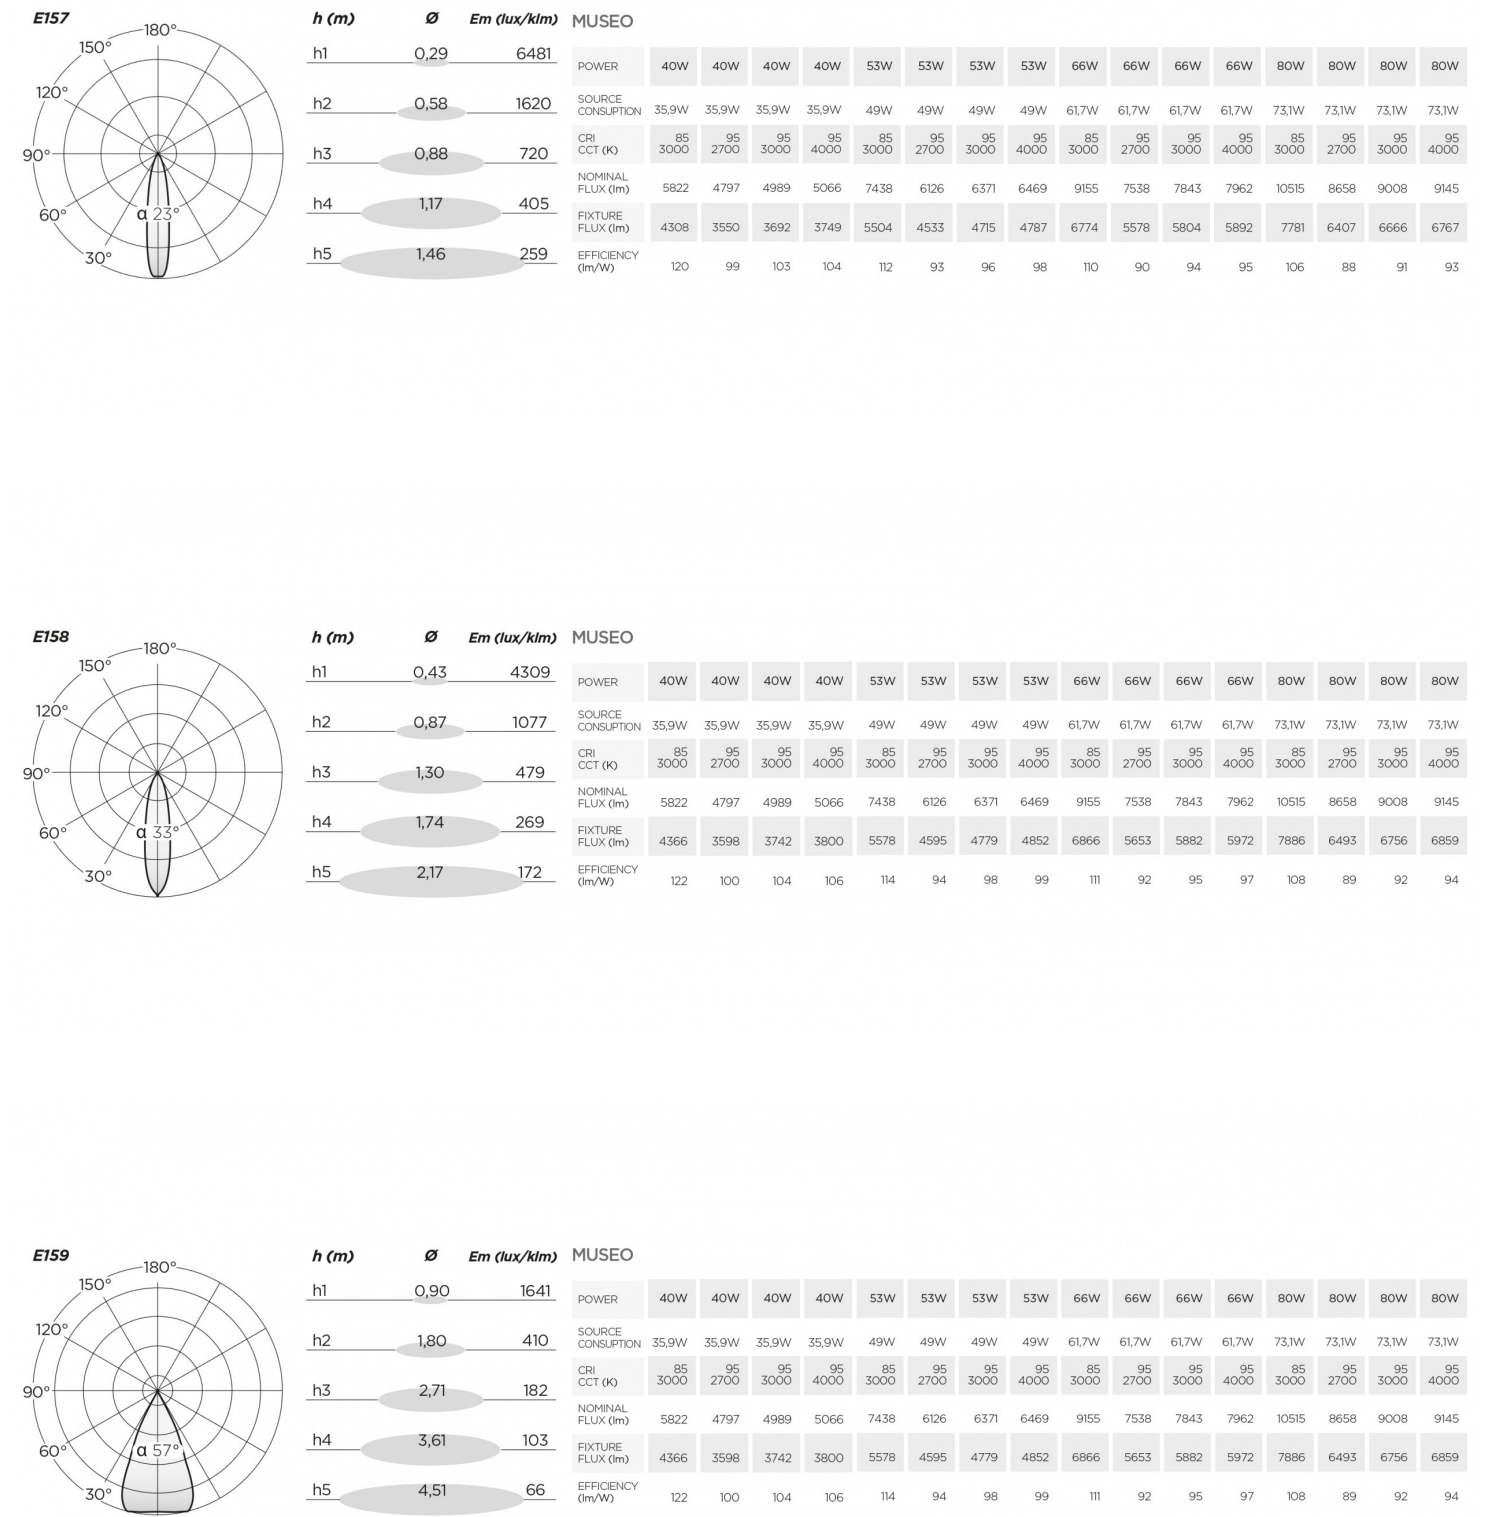 E157
180°
150°
120°
90°
60°
30°
α 23°
h (m) Ø Em (lux/klm)
h1 0,29 6481
h2 0,58 1620
h3 0,88 720
h4 1,17 405
h5 1,46 259
MUSEO
POWER 40W 40W 40W 40W 53W 53W 53W 53W 66W 66W 66W 66W 80W 80W 80W 80W
SOURCE
CONSUPTION 35,9W 35,9W 35,9W 35,9W 49W 49W 49W 49W 61,7W 61,7W 61,7W 61,7W 73,1W 73,1W 73,1W 73,1W
CRI 85 95 95 95 85 95 95 95 85 95 95 95 85 95 95 95
CCT (K) 3000 2700 3000 4000 3000 2700 3000 4000 3000 2700 3000 4000 3000 2700 3000 4000
NOMINAL
FLUX (lm) 5822 4797 4989 5066 7438 6126 6371 6469 9155 7538 7843 7962 10515 8658 9008 9145
FIXTURE
FLUX (lm) 4308 3550 3692 3749 5504 4533 4715 4787 6774 5578 5804 5892 7781 6407 6666 6767
EFFICIENCY
(lm/W) 120 99 103 104 112 93 96 98 110 90 94 95 106 88 91 93
E158
180°
150°
120°
90°
60°
30°
α 33°
h (m) Ø Em (lux/klm)
h1 0,43 4309
h2 0,87 1077
h3 1,30 479
h4 1,74 269
h5 2,17 172
MUSEO
POWER 40W 40W 40W 40W 53W 53W 53W 53W 66W 66W 66W 66W 80W 80W 80W 80W
SOURCE
CONSUPTION 35,9W 35,9W 35,9W 35,9W 49W 49W 49W 49W 61,7W 61,7W 61,7W 61,7W 73,1W 73,1W 73,1W 73,1W
CRI 85 95 95 95 85 95 95 95 85 95 95 95 85 95 95 95
CCT (K) 3000 2700 3000 4000 3000 2700 3000 4000 3000 2700 3000 4000 3000 2700 3000 4000
NOMINAL
FLUX (lm) 5822 4797 4989 5066 7438 6126 6371 6469 9155 7538 7843 7962 10515 8658 9008 9145
FIXTURE
FLUX (lm) 4366 3598 3742 3800 5578 4595 4779 4852 6866 5653 5882 5972 7886 6493 6756 6859
EFFICIENCY
(lm/W) 122 100 104 106 114 94 98 99 111 92 95 97 108 89 92 94
E159
180°
150°
120°
90°
60°
30°
α 57°
h (m) Ø Em (lux/klm)
h1 0,90 1641
h2 1,80 410
h3 2,71 182
h4 3,61 103
h5 4,51 66
MUSEO
POWER 40W 40W 40W 40W 53W 53W 53W 53W 66W 66W 66W 66W 80W 80W 80W 80W
SOURCE
CONSUPTION 35,9W 35,9W 35,9W 35,9W 49W 49W 49W 49W 61,7W 61,7W 61,7W 61,7W 73,1W 73,1W 73,1W 73,1W
CRI 85 95 95 95 85 95 95 95 85 95 95 95 85 95 95 95
CCT (K) 3000 2700 3000 4000 3000 2700 3000 4000 3000 2700 3000 4000 3000 2700 3000 4000
NOMINAL
FLUX (lm) 5822 4797 4989 5066 7438 6126 6371 6469 9155 7538 7843 7962 10515 8658 9008 9145
FIXTURE
FLUX (lm) 4366 3598 3742 3800 5578 4595 4779 4852 6866 5653 5882 5972 7886 6493 6756 6859
EFFICIENCY
(lm/W) 122 100 104 106 114 94 98 99 111 92 95 97 108 89 92 94